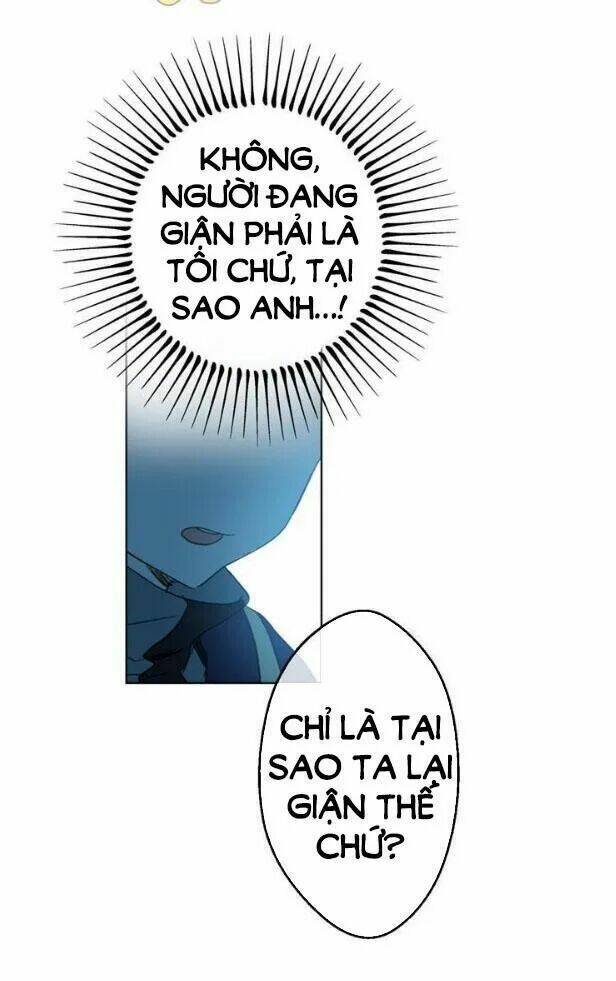 KHÔNG,
NGƯỜI ĐANG
GIẬN PHẢI LÀ
TÔI CHỨ, TẠI
SAO ANH...!
CHỈ LÀ TẠI
SAO TA LẠI
GIẬN THẾ
CHỨ?